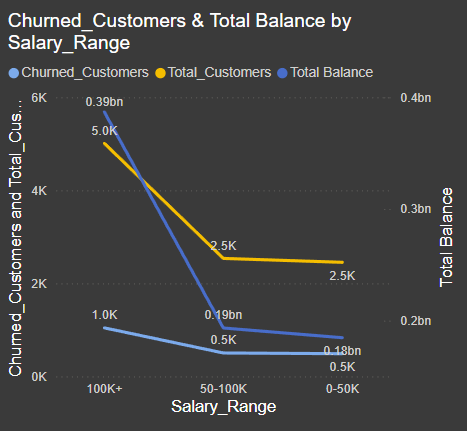 Churned_Customers & Total Balance by
Salary_Range
Churned_Customers Total_Customers Total Balance
Churned_Customers and Total_Cus...
6K
4K
2K
0K
0.39bn
5.0K
1.0K
2.5K
0.19bn
0.5K
2.5K
0.18bn
0.5K
0.4bn
0.3bn
0.2bn
Total Balance
100K+ 50-100K 0-50K
Salary_Range